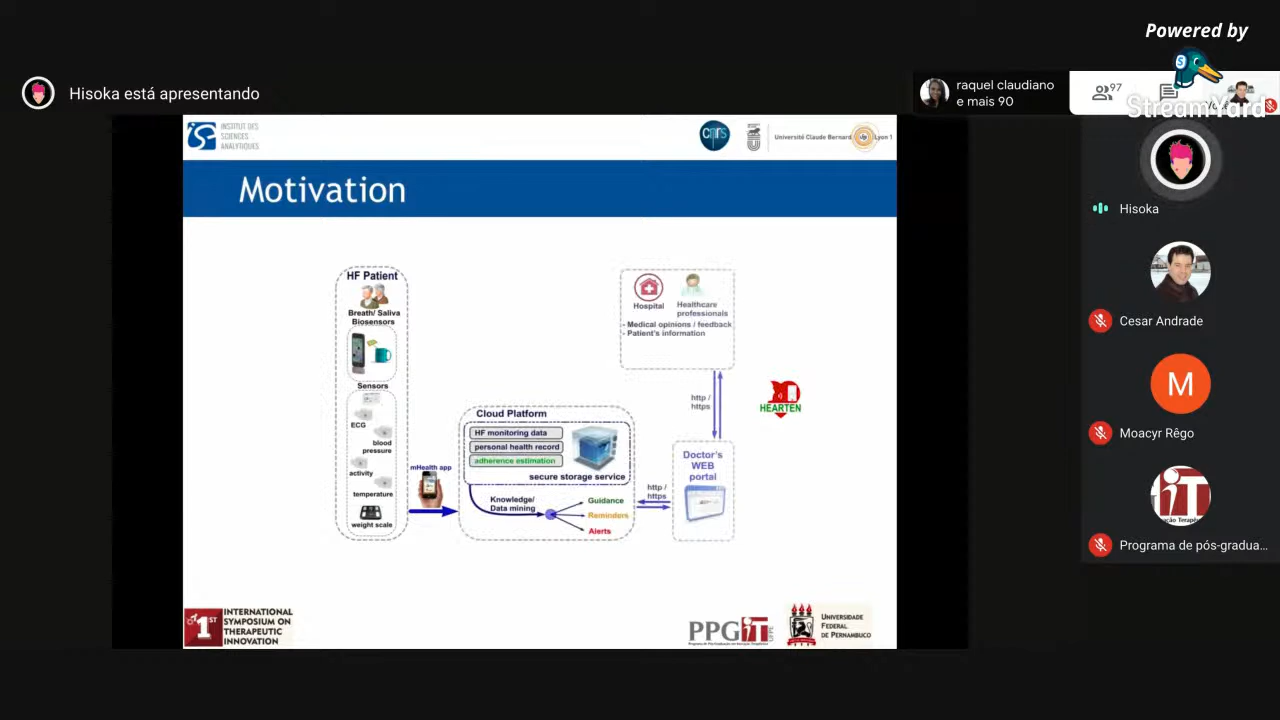 Powered by
StreamYard
Hisoka está apresentando
raquel claudiano
e mais 90
97
INSTITUT DES
SCIENCES
ANALYTIQUES
cnrs
Université Claude Bernard Lyon 1
Motivation
HF Patient
Breath/ Saliva
Biosensors
Sensors
ECG
blood
pressure
activity
temperature
weight scale
mHealth app
Cloud Platform
HF monitoring data
personal health record
adherence estimation
secure storage service
Knowledge/
Data mining
Guidance
Reminders
Alerts
http /
https
Doctor's
WEB
portal
http /
https
Hospital
Healthcare
professionals
- Medical opinions / feedback
- Patient's information
HEARTEN
1ST
INTERNATIONAL
SYMPOSIUM ON
THERAPEUTIC
INNOVATION
PPGiT
UFPE
UNIVERSIDADE
FEDERAL
DE PERNAMBUCO
Hisoka
Cesar Andrade
M
Moacyr Rêgo
iT
Programa de pós-gradua...